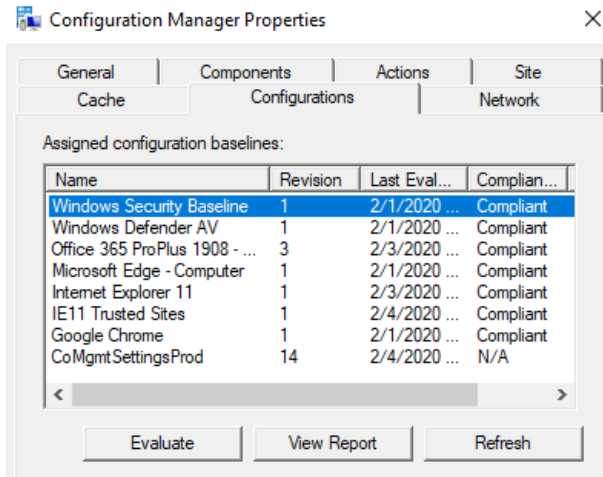 Configuration Manager Properties
General Components Actions Site
Cache Configurations Network
Assigned configuration baselines:
Name Revision Last Eval... Complian...
Windows Security Baseline 1 2/1/2020 ... Compliant
Windows Defender AV 1 2/1/2020 ... Compliant
Office 365 ProPlus 1908 - ... 3 2/3/2020 ... Compliant
Microsoft Edge - Computer 1 2/1/2020 ... Compliant
Internet Explorer 11 1 2/3/2020 ... Compliant
IE11 Trusted Sites 1 2/4/2020 ... Compliant
Google Chrome 1 2/1/2020 ... Compliant
CoMgmtSettingsProd 14 2/4/2020 ... N/A
Evaluate View Report Refresh